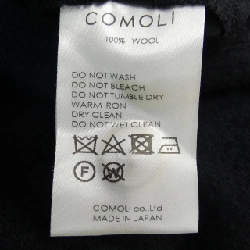 COMOLI
100% WOOL
DO NOT WASH
DO NOT BLEACH
DO NOT TUMBLE DRY
WARM IRON
DRY CLEAN
DO NOT WET CLEAN
F W
COMOLI co.,Ltd
MADE IN JAPAN